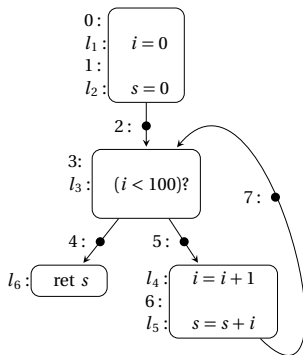 0:
l₁: i = 0
1:
l₂: s = 0
2:
3:
l₃: (i < 100)?
7:
4: 5:
l₆: ret s
l₄: i = i + 1
6:
l₅: s = s + i